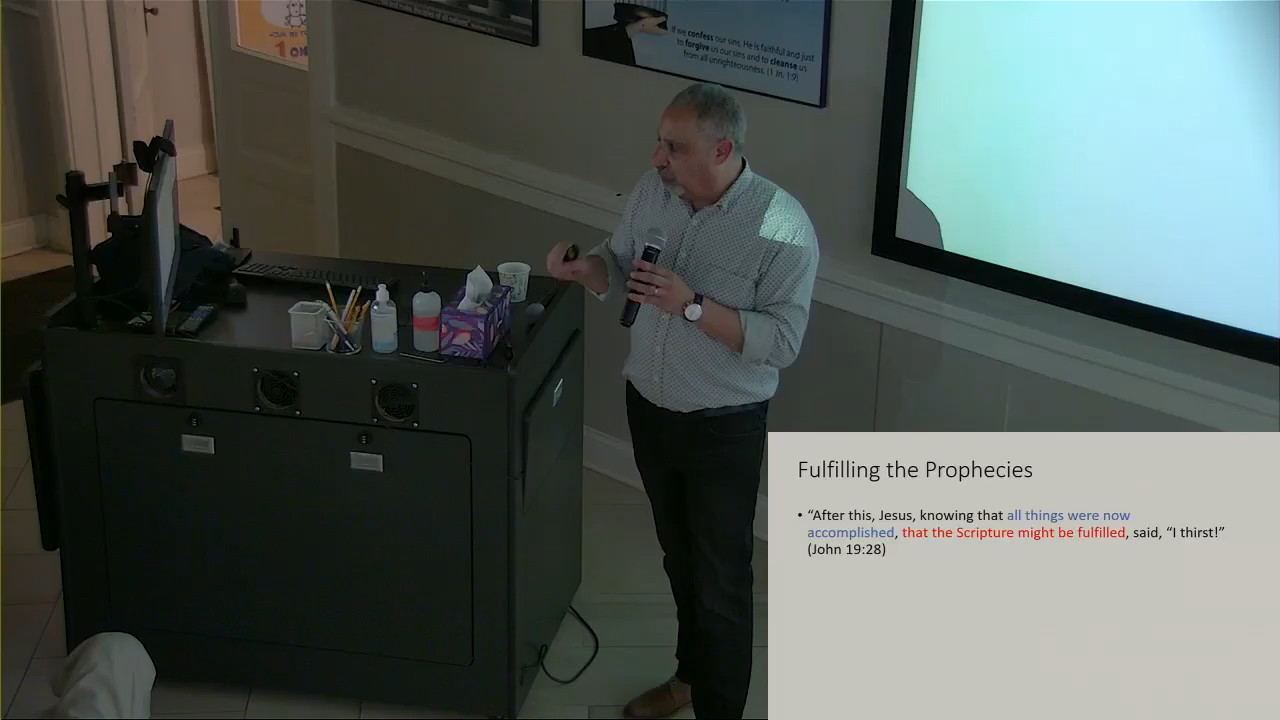 If we confess our sins, He is faithful and just
to forgive us our sins and to cleanse us
from all unrighteousness. (1 Jn. 1:9)
1 ON
Fulfilling the Prophecies
• “After this, Jesus, knowing that all things were now
accomplished, that the Scripture might be fulfilled, said, “I thirst!”
(John 19:28)